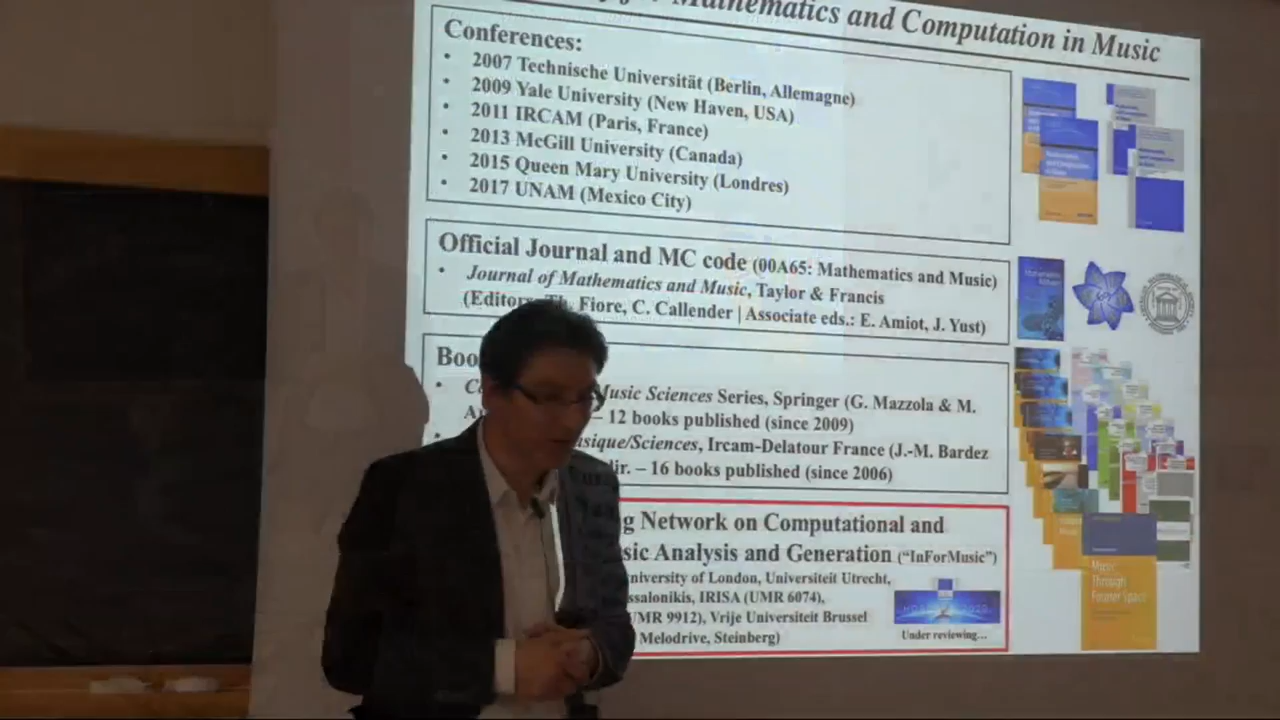 Mathematics and Computation in Music
Conferences:
• 2007 Technische Universität (Berlin, Allemagne)
• 2009 Yale University (New Haven, USA)
• 2011 IRCAM (Paris, France)
• 2013 McGill University (Canada)
• 2015 Queen Mary University (Londres)
• 2017 UNAM (Mexico City)
Official Journal and MC code (00A65: Mathematics and Music)
• Journal of Mathematics and Music, Taylor & Francis
(Editors: Th. Fiore, C. Callender | Associate eds.: E. Amiot, J. Yust)
Music Sciences Series, Springer (G. Mazzola & M.
– 12 books published (since 2009)
Ircam-Delatour France (J.-M. Bardez
dir. – 16 books published (since 2006)
Network on Computational and
Analysis and Generation ("InForMusic")
University of London, Universiteit Utrecht,
IRISA (UMR 6074),
UMR 9912), Vrije Universiteit Brussel
Melodrive, Steinberg)
Under reviewing...
Music
Through
Fourier Space